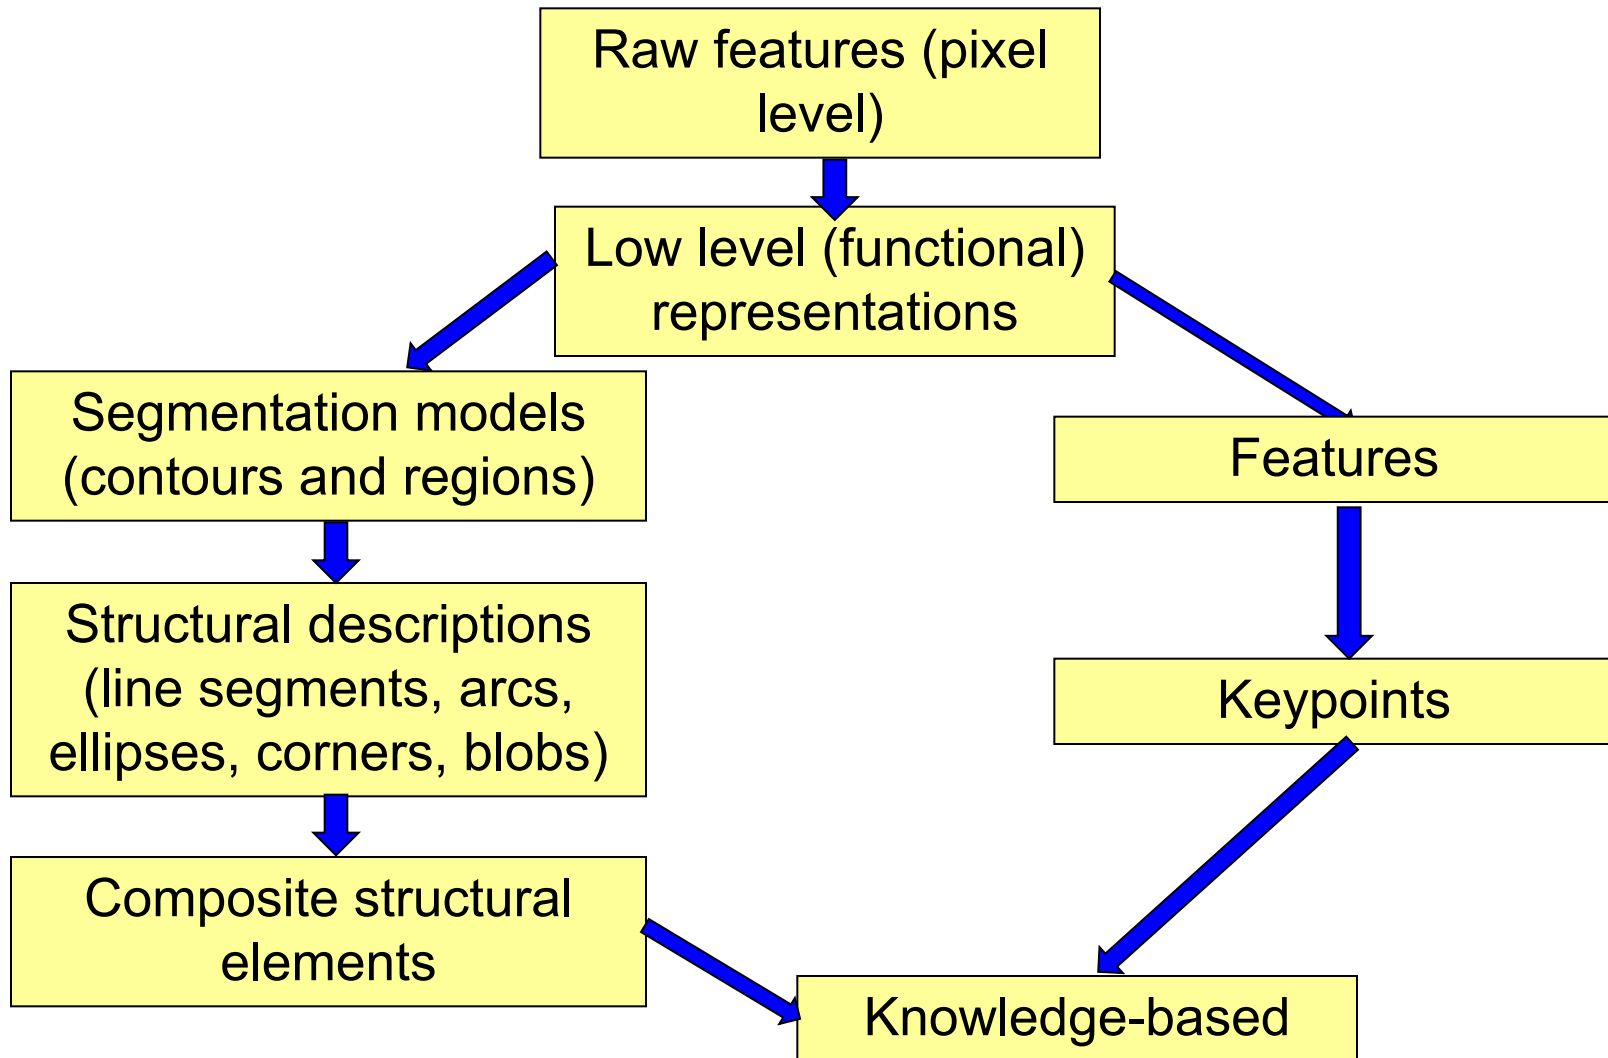 Raw features (pixel
level)
Low level (functional)
representations
Segmentation models
(contours and regions)
Features
Structural descriptions
(line segments, arcs,
ellipses, corners, blobs)
Keypoints
Composite structural
elements
Knowledge-based